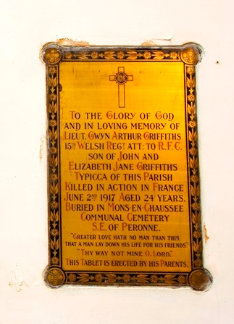 To the Glory of God
and in loving memory of
Lieut. Gwyn Arthur Griffiths
15th Welsh Regt att: to R.F.C.
son of John and
Elizabeth Jane Griffiths
Typicca of this Parish
Killed in action in France
June 2nd 1917 Aged 24 years.
Buried in Mons-en-Chaussee
Communal Cemetery
S.E. of Peronne.
"Greater love hath no man than this,
that a man lay down his life for his friends"
"Thy way not mine O. Lord"
This Tablet is erected by his Parents.